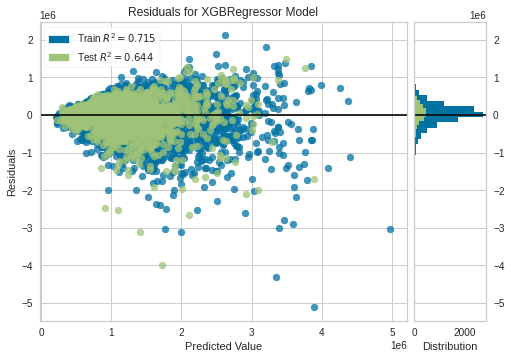 Residuals for XGBRegressor Model
1e6
1e6
Train R² = 0.715
Test R² = 0.644
2
1
0
−1
−2
−3
−4
−5
Residuals
2
1
0
−1
−2
−3
−4
−5
0
1
2
3
4
5
1e6
Predicted Value
0
2000
Distribution